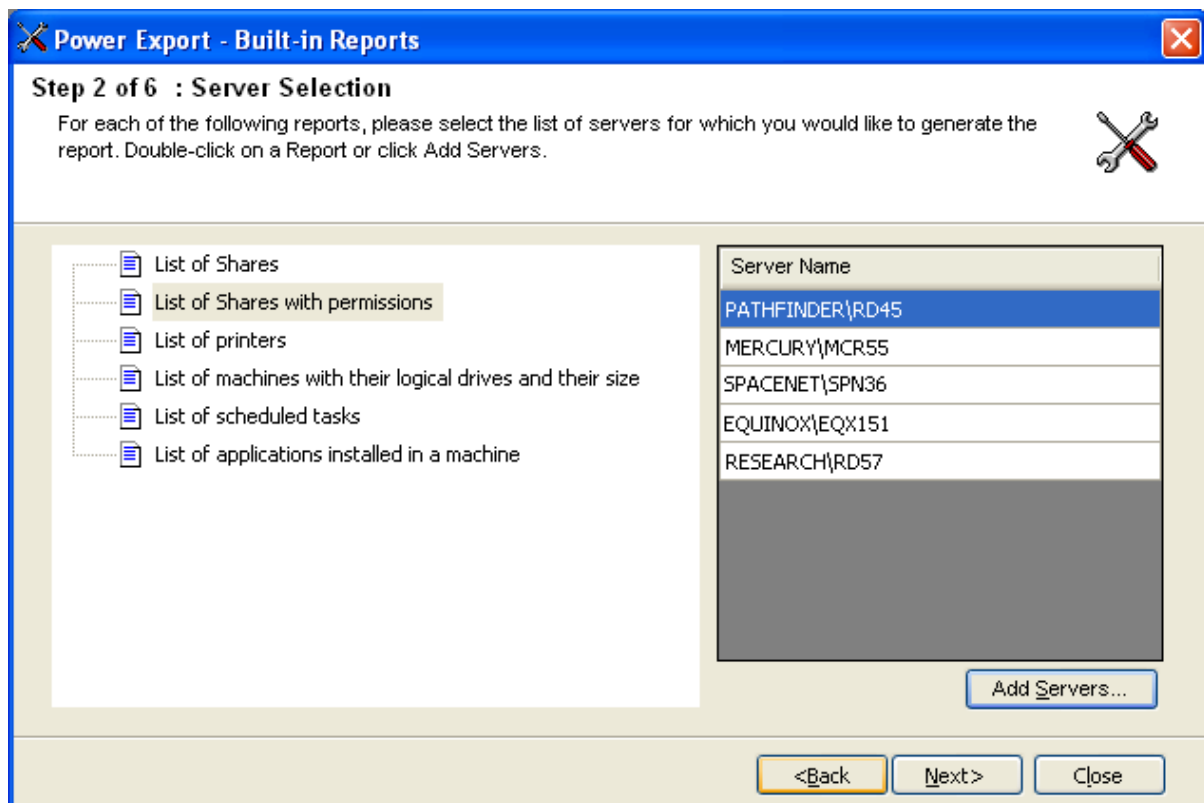 Power Export - Built-in Reports
Step 2 of 6 : Server Selection
For each of the following reports, please select the list of servers for which you would like to generate the
report. Double-click on a Report or click Add Servers.
List of Shares
List of Shares with permissions
List of printers
List of machines with their logical drives and their size
List of scheduled tasks
List of applications installed in a machine
Server Name
PATHFINDER\RD45
MERCURY\MCR55
SPACENET\SPN36
EQUINOX\EQX151
RESEARCH\RD57
Add Servers...
<Back
Next>
Close